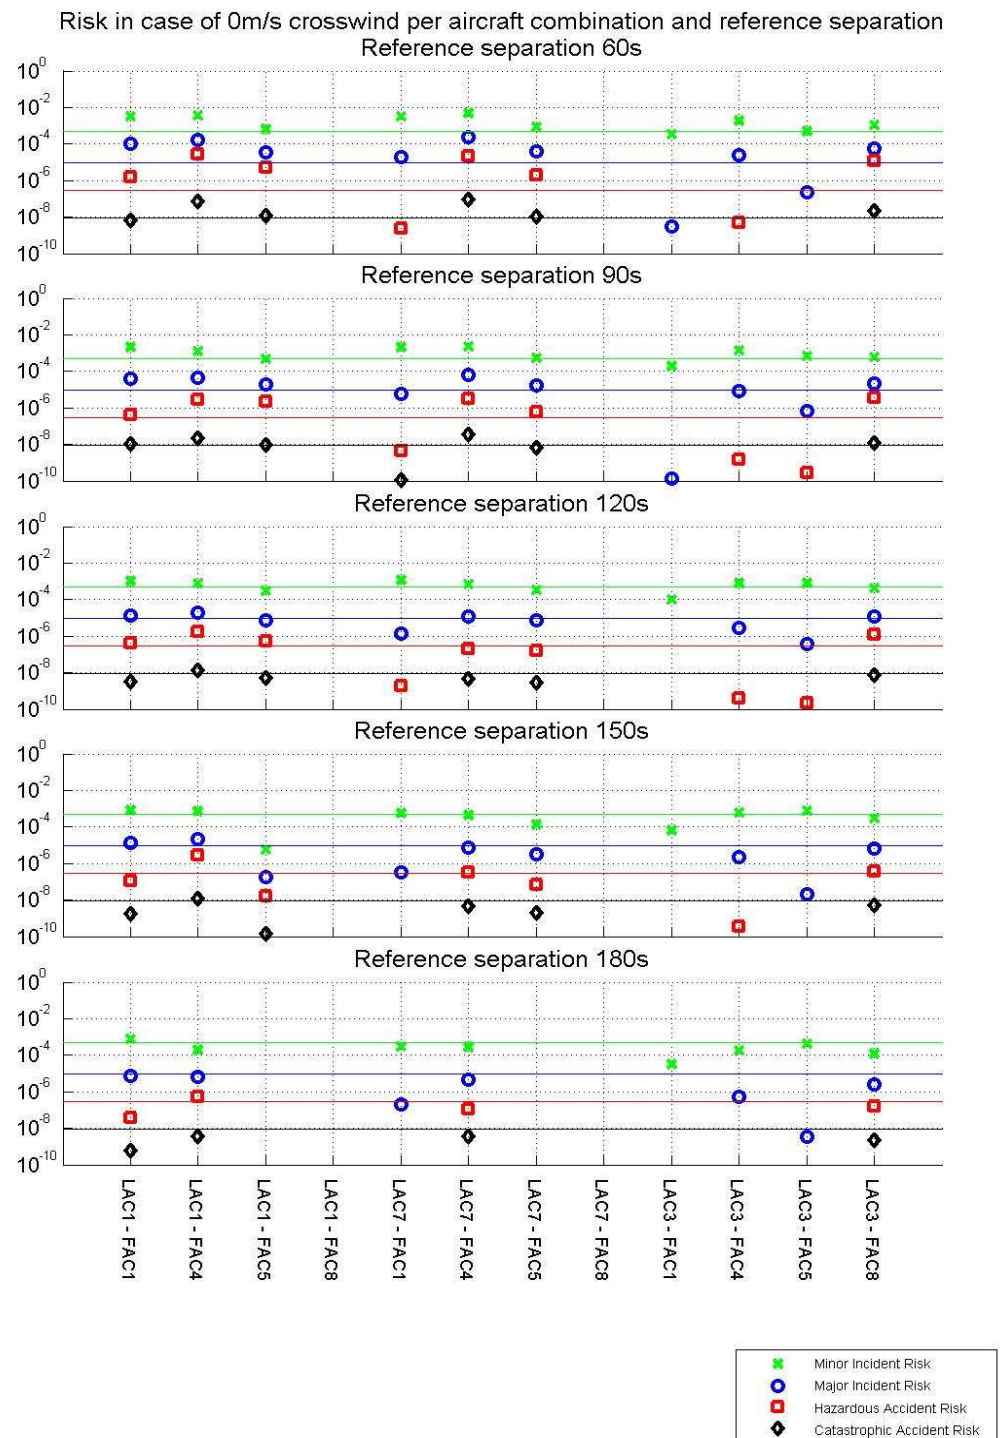 Risk in case of 0m/s crosswind per aircraft combination and reference separation
Reference separation 60s
10^0
10^-2
10^-4
10^-6
10^-8
10^-10
Reference separation 90s
10^0
10^-2
10^-4
10^-6
10^-8
10^-10
Reference separation 120s
10^0
10^-2
10^-4
10^-6
10^-8
10^-10
Reference separation 150s
10^0
10^-2
10^-4
10^-6
10^-8
10^-10
Reference separation 180s
10^0
10^-2
10^-4
10^-6
10^-8
10^-10
LAC1 - FAC1
LAC1 - FAC4
LAC1 - FAC5
LAC1 - FAC8
LAC7 - FAC1
LAC7 - FAC4
LAC7 - FAC5
LAC7 - FAC8
LAC3 - FAC1
LAC3 - FAC4
LAC3 - FAC5
LAC3 - FAC8
Minor Incident Risk
Major Incident Risk
Hazardous Accident Risk
Catastrophic Accident Risk